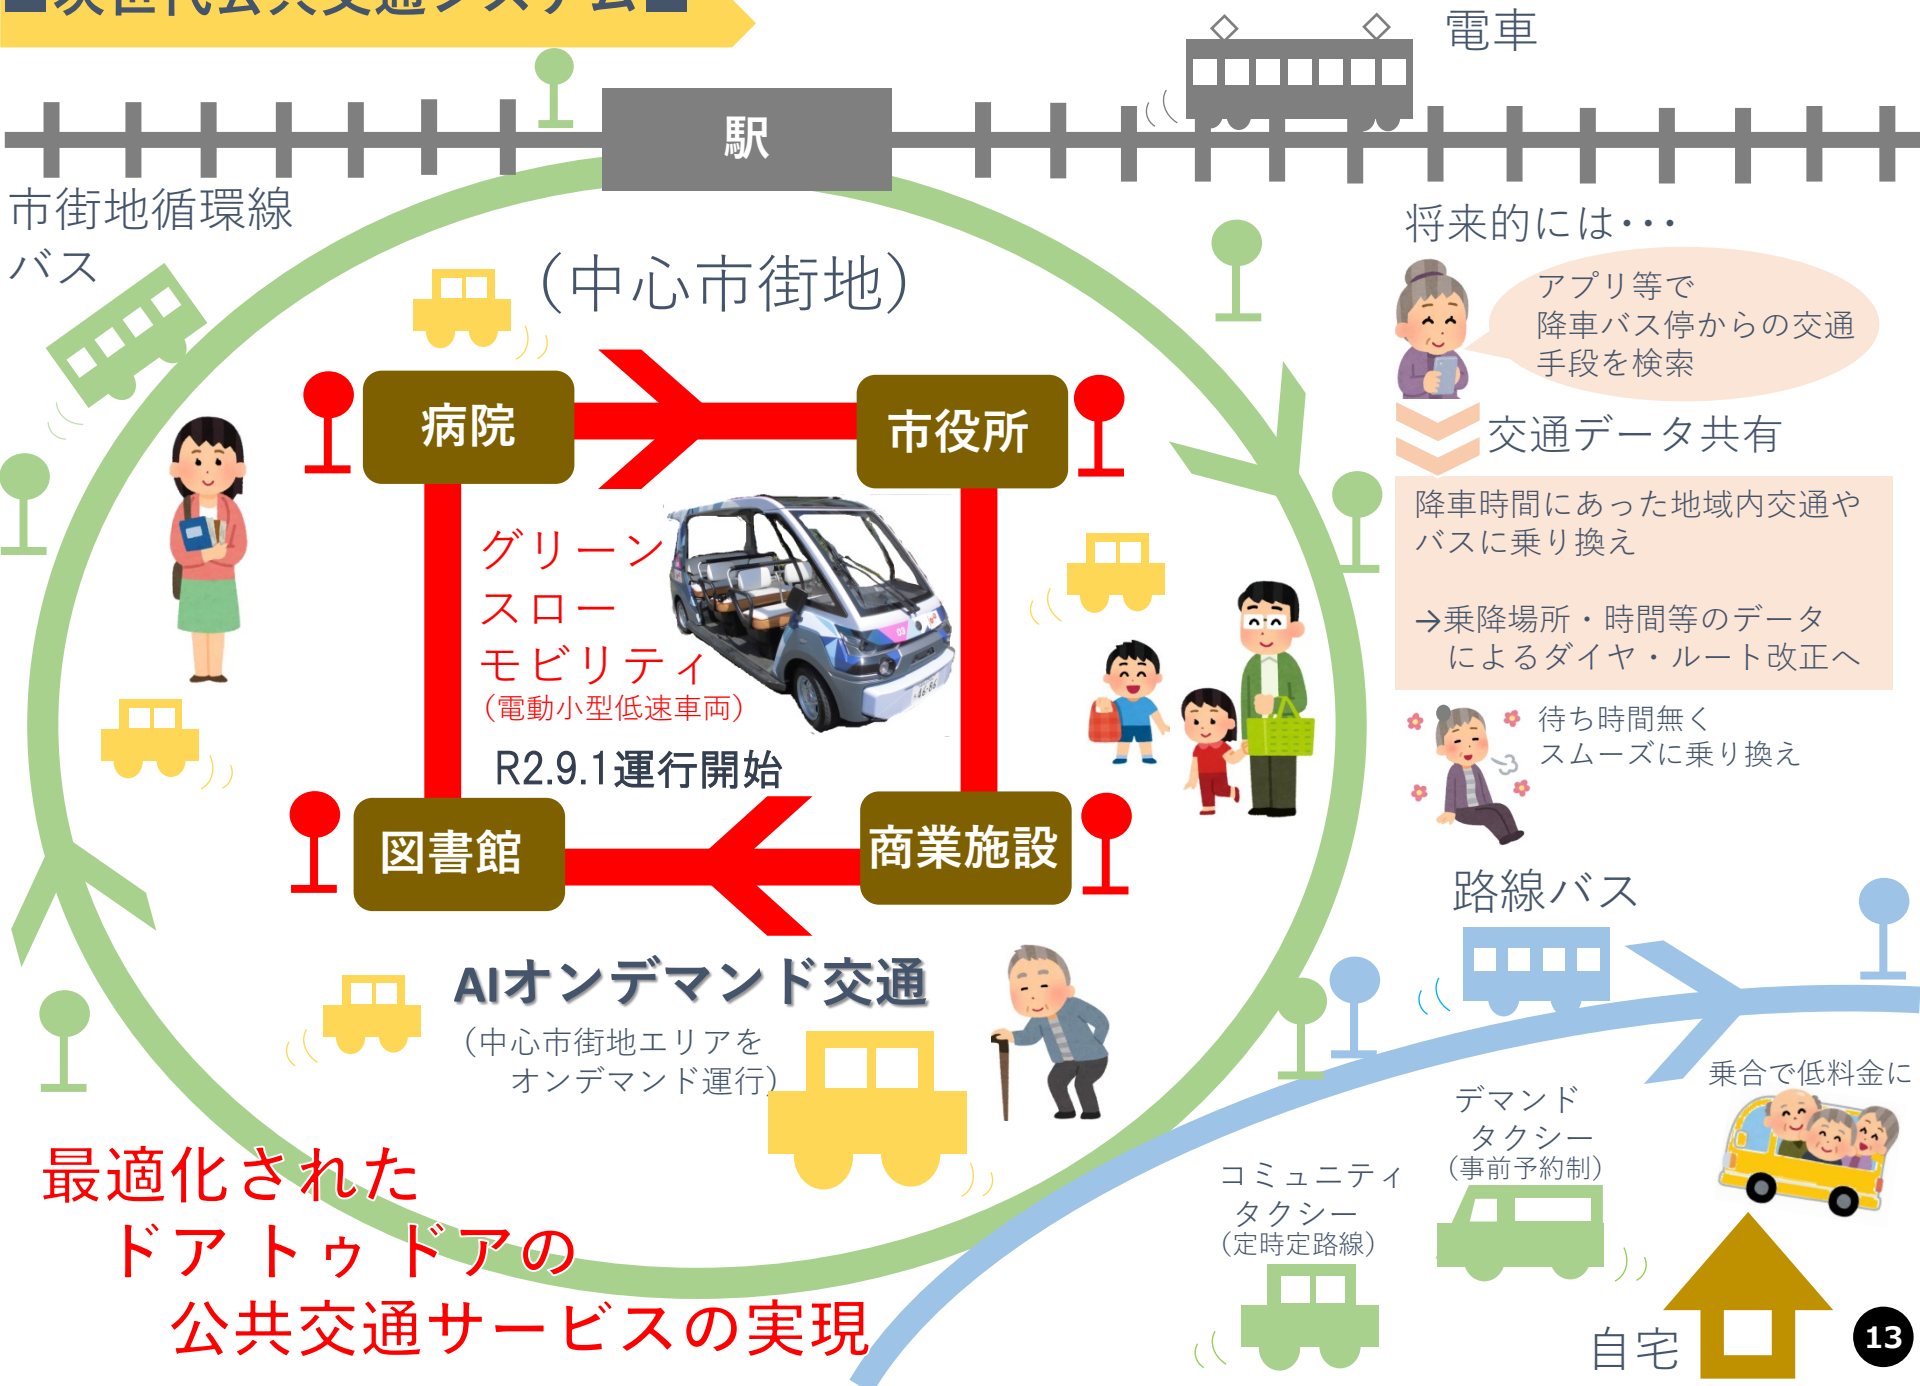 ■次世代公共交通システム■
電車
駅
市街地循環線
バス
(中心市街地)
将来的には･･･
アプリ等で
降車バス停からの交通
手段を検索
交通データ共有
病院
市役所
降車時間にあった地域内交通や
バスに乗り換え
→乗降場所・時間等のデータ
によるダイヤ・ルート改正へ
グリーン
スロー
モビリティ
(電動小型低速車両)
R2.9.1運行開始
待ち時間無く
スムーズに乗り換え
図書館
商業施設
路線バス
AIオンデマンド交通
(中心市街地エリアを
オンデマンド運行)
乗合で低料金に
デマンド
タクシー
(事前予約制)
コミュニティ
タクシー
(定時定路線)
最適化された
ドアトゥドアの
公共交通サービスの実現
自宅
13